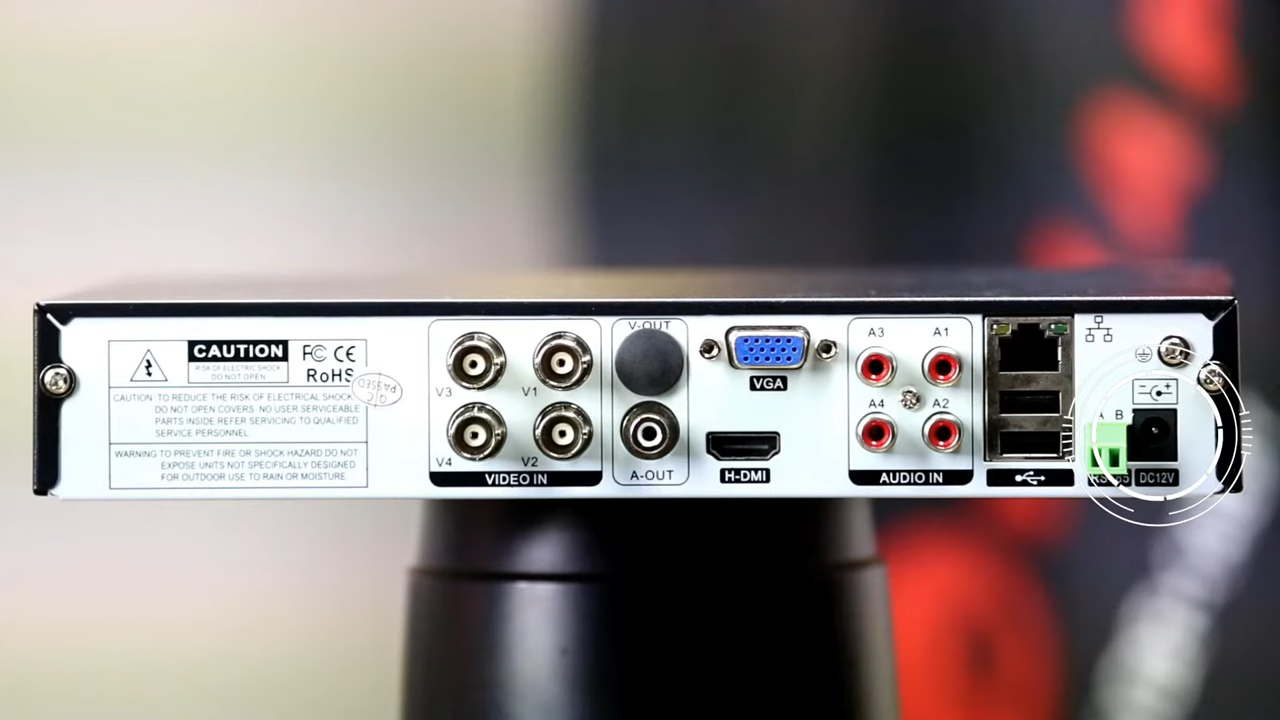 CAUTION
RISK OF ELECTRIC SHOCK
DO NOT OPEN
FC CE
RoHS
QC
PASSED
CAUTION: TO REDUCE THE RISK OF ELECTRICAL SHOCK
DO NOT OPEN COVERS. NO USER SERVICEABLE
PARTS INSIDE REFER SERVICING TO QUALIFIED
SERVICE PERSONNEL.
WARNING:TO PREVENT FIRE OR SHOCK HAZARD.DO NOT
EXPOSE UNITS NOT SPECIFICALLY DESIGNED
FOR OUTDOOR USE TO RAIN OR MOISTURE.
V3 V1
V4 V2
VIDEO IN
V-OUT
A-OUT
VGA
H-DMI
A3 A1
A4 A2
AUDIO IN
A B
RS485
DC12V